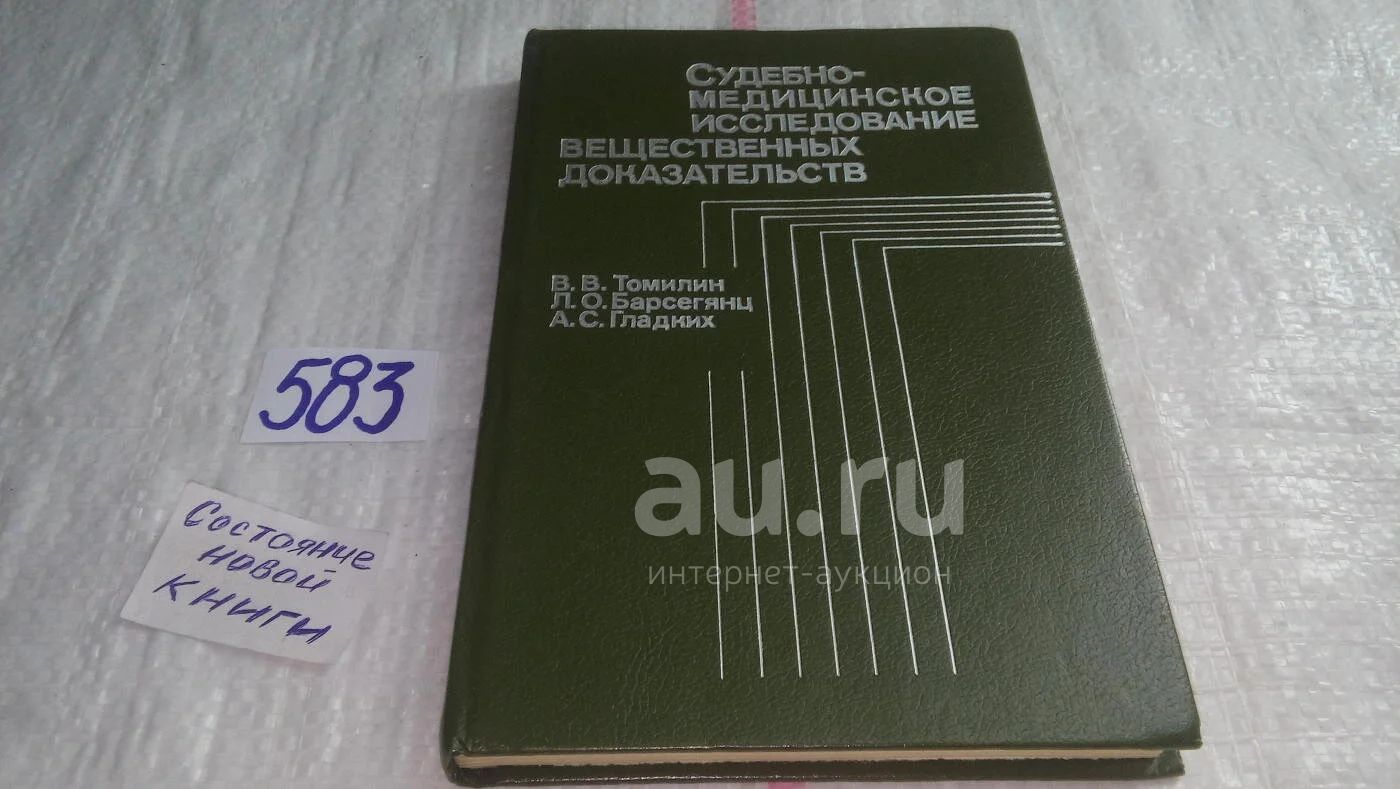 Судебно-
медицинское
исследование
вещественных
доказательств
В. В. Томилин
Л. О. Барсегянц
А. С. Гладких
583
Состояние
новой
книги
au.ru
интернет-аукцион